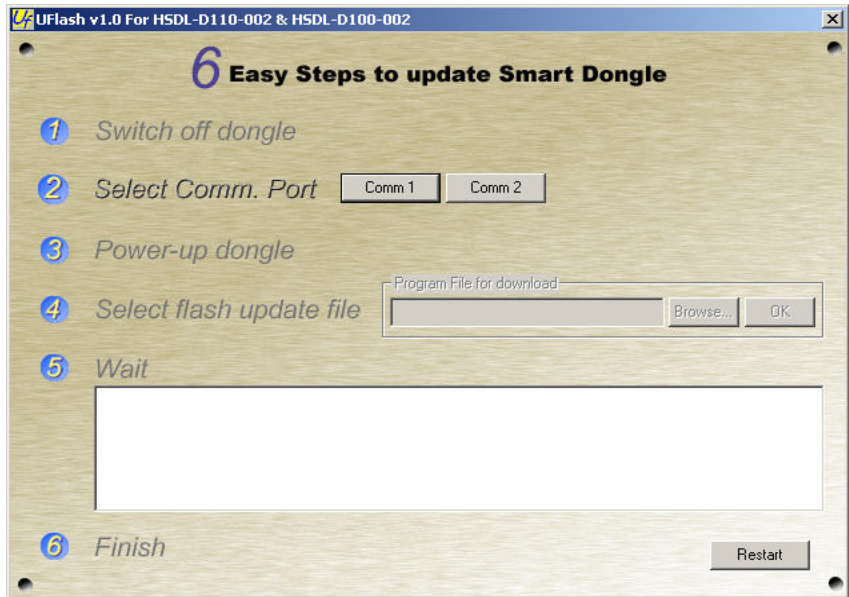 UF UFlash v1.0 For HSDL-D110-002 & HSDL-D100-002
6 Easy Steps to update Smart Dongle
1 Switch off dongle
2 Select Comm. Port Comm 1 Comm 2
3 Power-up dongle
Program File for download
4 Select flash update file Browse... OK
5 Wait
6 Finish
Restart